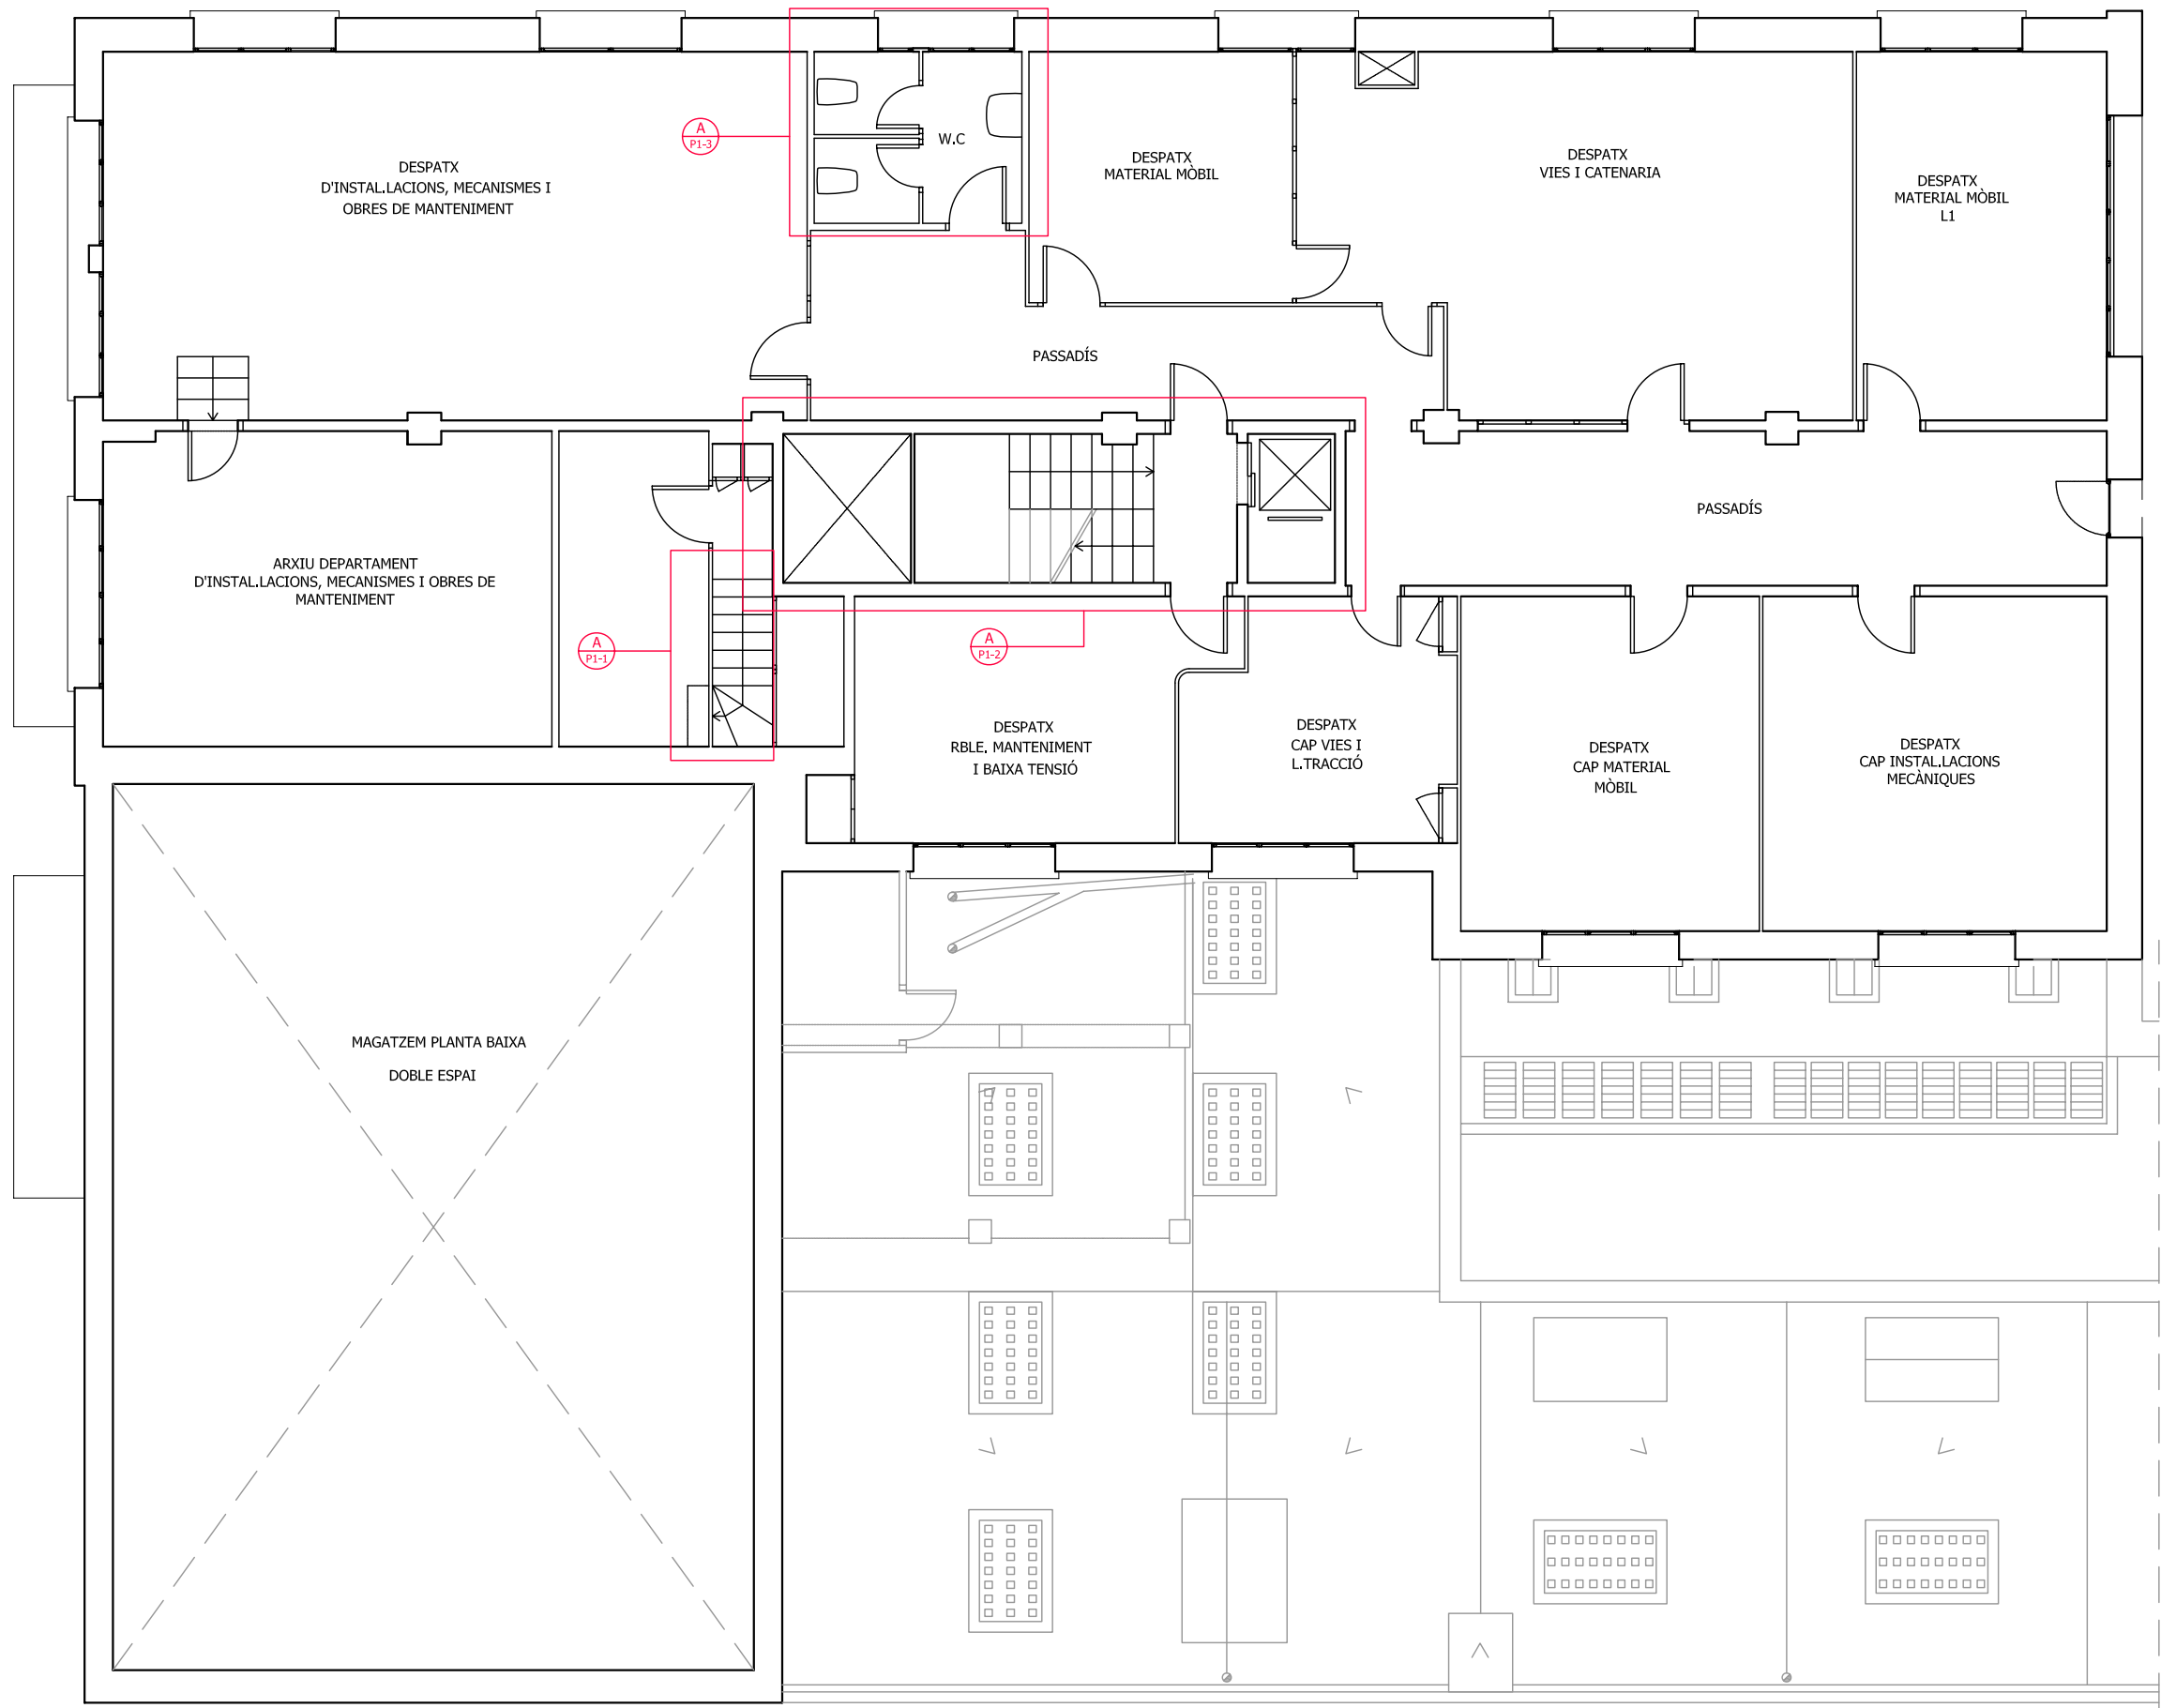 DESPATX
D'INSTAL.LACIONS, MECANISMES I
OBRES DE MANTENIMENT
A
P1-3
W.C
DESPATX
MATERIAL MÒBIL
DESPATX
VIES I CATENARIA
DESPATX
MATERIAL MÒBIL
L1
PASSADÍS
PASSADÍS
ARXIU DEPARTAMENT
D'INSTAL.LACIONS, MECANISMES I OBRES DE
MANTENIMENT
A
P1-1
A
P1-2
DESPATX
RBLE. MANTENIMENT
I BAIXA TENSIÓ
DESPATX
CAP VIES I
L.TRACCIÓ
DESPATX
CAP MATERIAL
MÒBIL
DESPATX
CAP INSTAL.LACIONS
MECÀNIQUES
MAGATZEM PLANTA BAIXA
DOBLE ESPAI